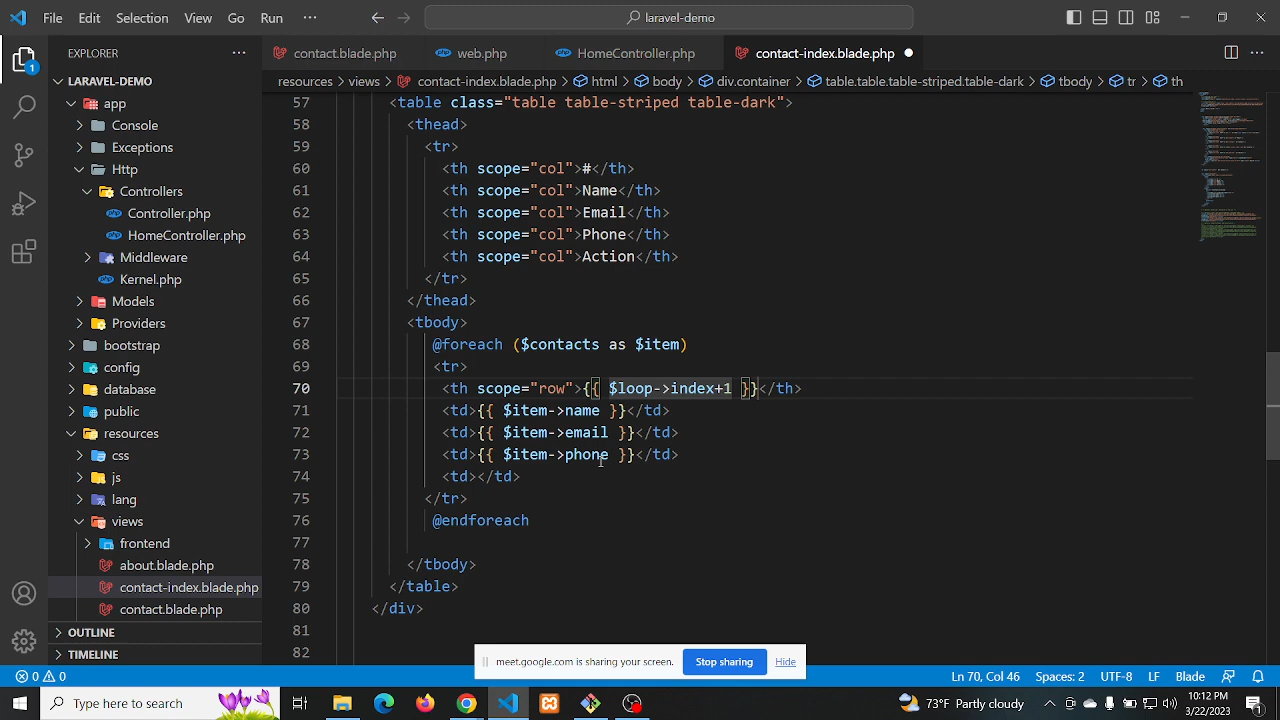 File Edit Selection View Go Run ··· laravel-demo
EXPLORER ···
contact.blade.php web.php HomeController.php contact-index.blade.php
LARAVEL-DEMO
resources > views > contact-index.blade.php > html > body > div.container > table.table.table-striped.table-dark > tbody > tr > th
app
Console
Exceptions
Http
Controllers
Controller.php
HomeController.php
Middleware
Kernel.php
Models
Providers
bootstrap
config
database
public
resources
css
js
lang
views
frontend
about.blade.php
contact-index.blade.php
contact.blade.php
OUTLINE
TIMELINE
57 <table class="table table-striped table-dark">
58 <thead>
59 <tr>
60 <th scope="col">#</th>
61 <th scope="col">Name</th>
62 <th scope="col">Email</th>
63 <th scope="col">Phone</th>
64 <th scope="col">Action</th>
65 </tr>
66 </thead>
67 <tbody>
68 @foreach ($contacts as $item)
69 <tr>
70 <th scope="row">{{ $loop->index+1 }}</th>
71 <td>{{ $item->name }}</td>
72 <td>{{ $item->email }}</td>
73 <td>{{ $item->phone }}</td>
74 <td></td>
75 </tr>
76 @endforeach
77
78 </tbody>
79 </table>
80 </div>
81
82
meet.google.com is sharing your screen. Stop sharing Hide
0 0 Ln 70, Col 46 Spaces: 2 UTF-8 LF Blade
Type here to search 73°F Partly cloudy 10:12 PM
3/22/2023
1